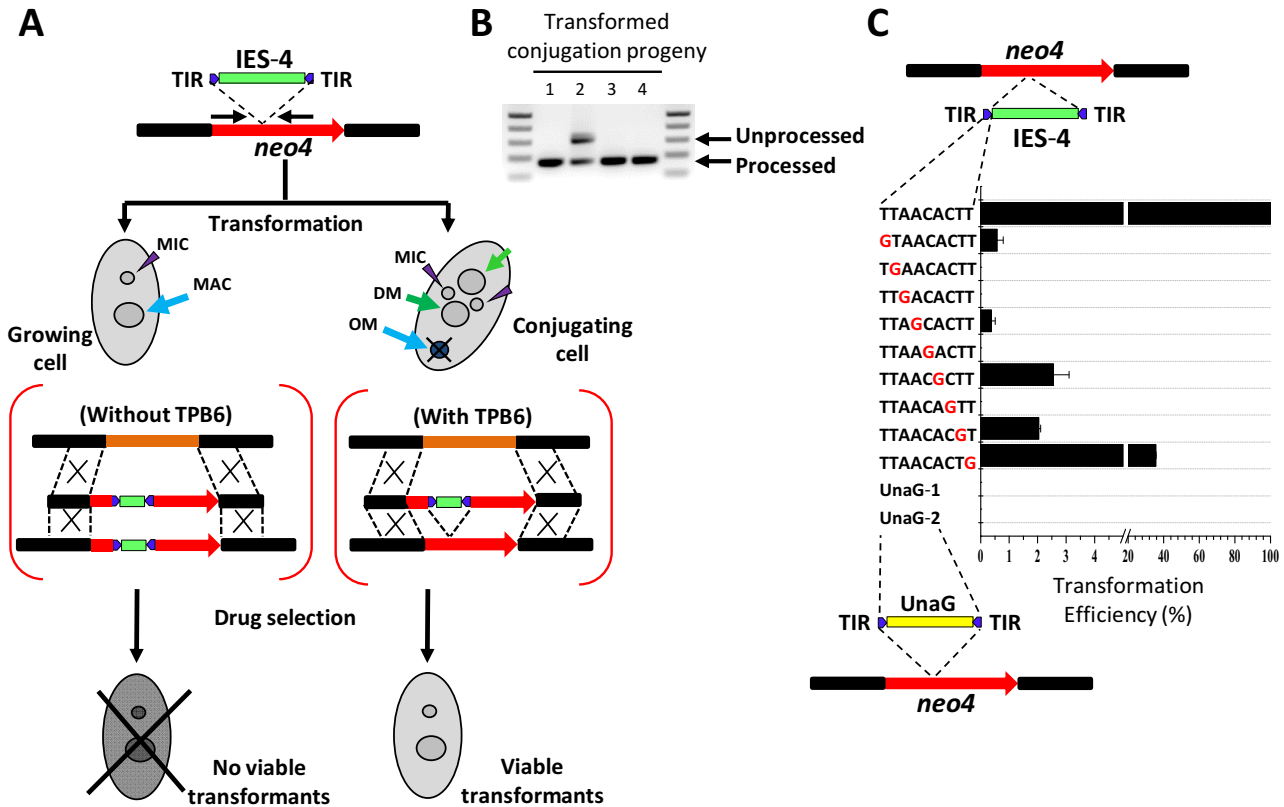 A
IES-4
TIR
TIR
neo4
Transformation
MIC
MAC
Growing
cell
MIC
DM
OM
Conjugating
cell
(Without TPB6)
(With TPB6)
Drug selection
No viable
transformants
Viable
transformants
B
Transformed
conjugation progeny
1 2 3 4
Unprocessed
Processed
C
neo4
TIR
TIR
IES-4
TTAACACTT
GTAACACTT
TGAACACTT
TTGACACTT
TTAGCACTT
TTAAGACTT
TTAACGCTT
TTAACAGTT
TTAACACGT
TTAACACTG
UnaG-1
UnaG-2
0 1 2 3 4 20 40 60 80 100
Transformation
Efficiency (%)
UnaG
TIR
TIR
neo4